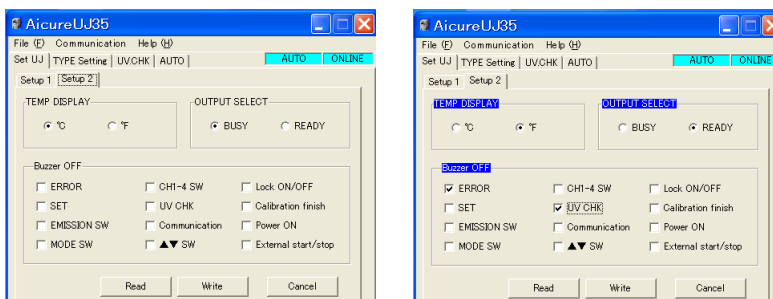 AicureUJ35
File (F) Communication Help (H)
Set UJ TYPE Setting UV.CHK AUTO AUTO ONLINE
Setup 1 Setup 2
TEMP DISPLAY OUTPUT SELECT
℃ ℉ BUSY READY
Buzzer OFF
ERROR CH1-4 SW Lock ON/OFF
SET UV CHK Calibration finish
EMISSION SW Communication Power ON
MODE SW ▲▼ SW External start/stop
Read Write Cancel
AicureUJ35
File (F) Communication Help (H)
Set UJ TYPE Setting UV.CHK AUTO AUTO ONLINE
Setup 1 Setup 2
TEMP DISPLAY OUTPUT SELECT
℃ ℉ BUSY READY
Buzzer OFF
ERROR CH1-4 SW Lock ON/OFF
SET UV CHK Calibration finish
EMISSION SW Communication Power ON
MODE SW ▲▼ SW External start/stop
Read Write Cancel